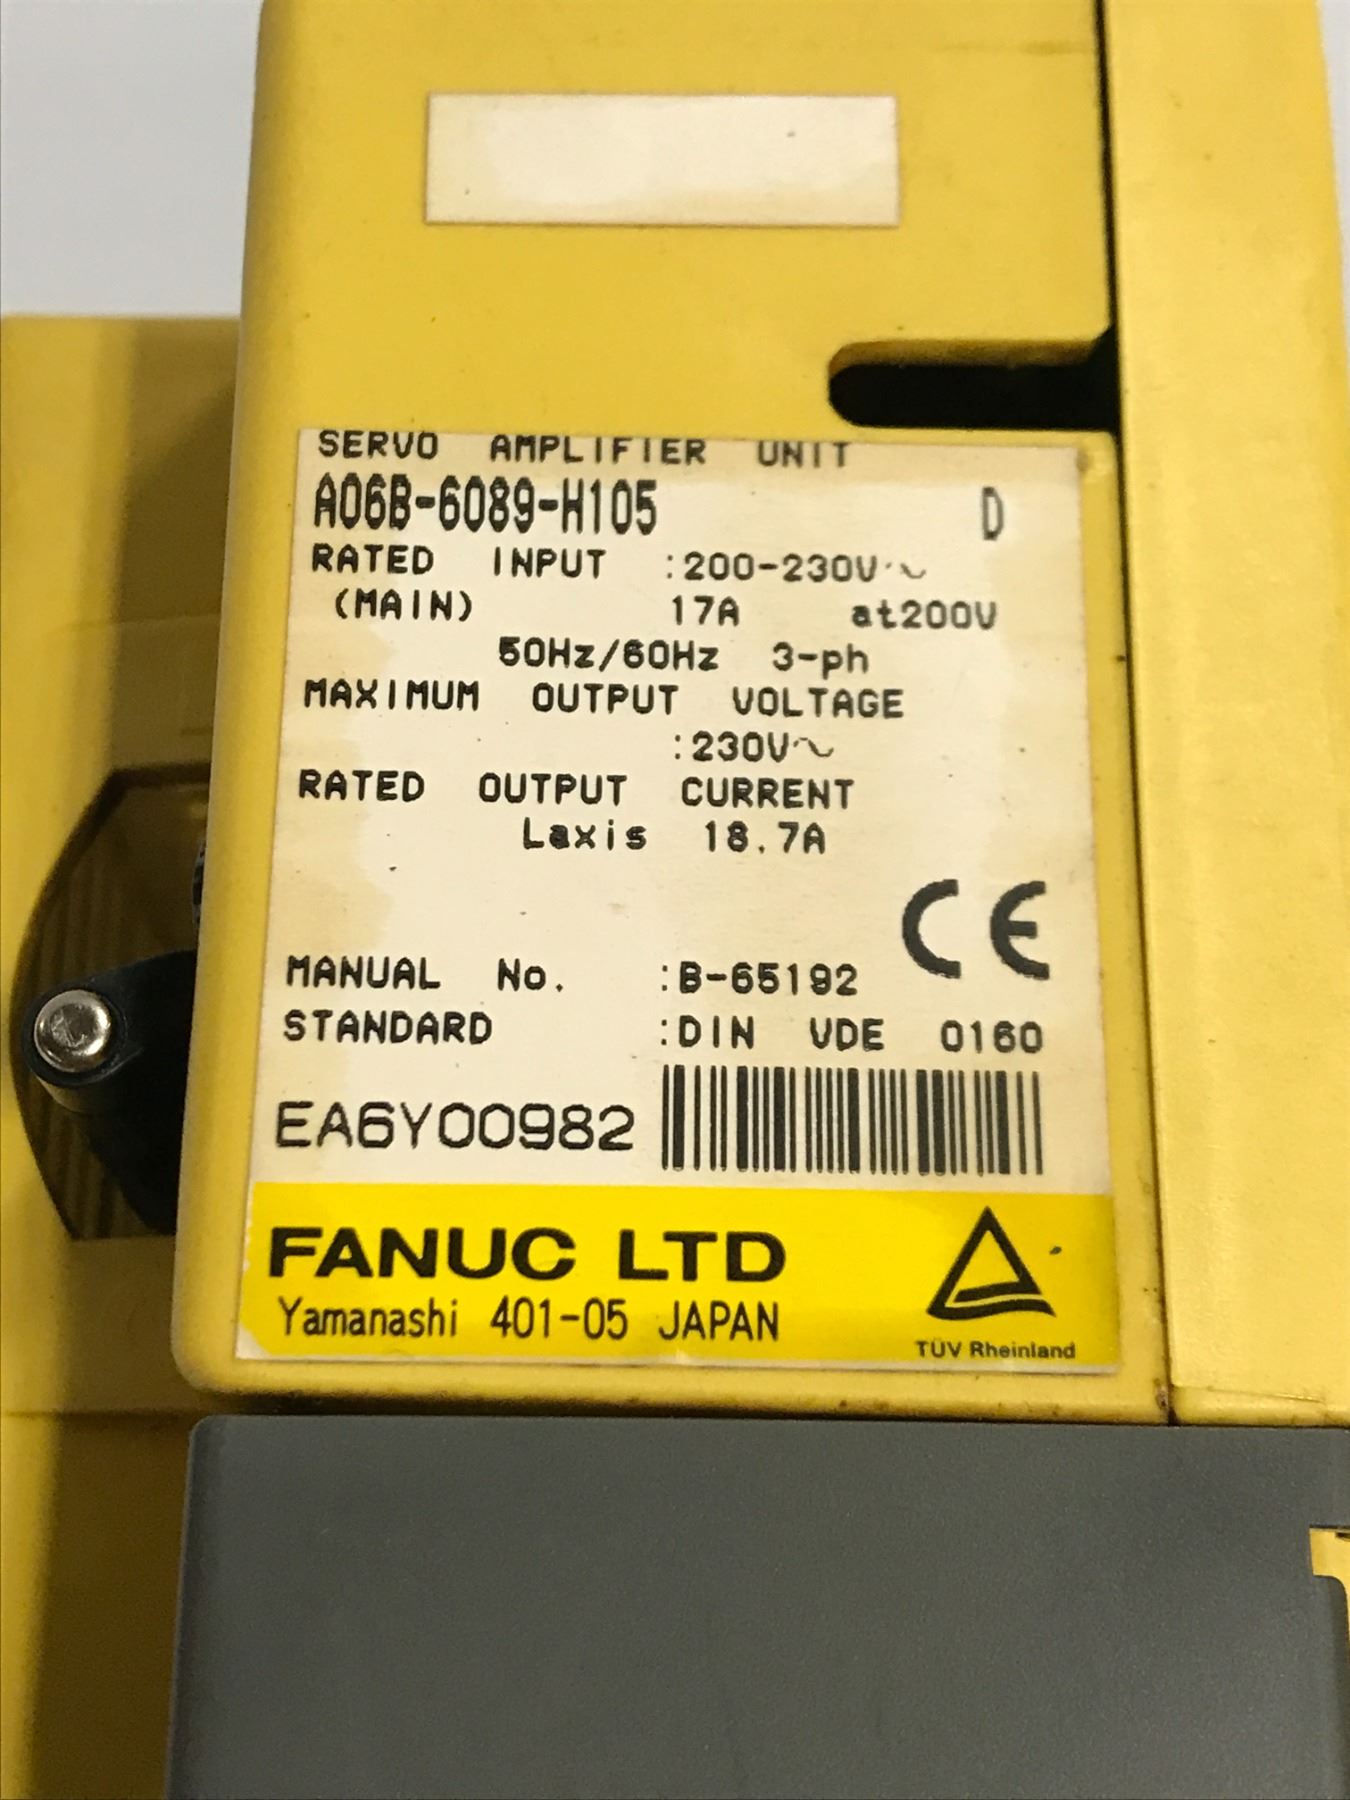 SERVO AMPLIFIER UNIT
A06B-6089-H105 D
RATED INPUT :200-230V~
(MAIN) 17A at200V
50Hz/60Hz 3-ph
MAXIMUM OUTPUT VOLTAGE
:230V~
RATED OUTPUT CURRENT
Laxis 18.7A
CE
MANUAL No. :B-65192
STANDARD :DIN VDE 0160
EA6Y00982
FANUC LTD
Yamanashi 401-05 JAPAN
TÜV Rheinland